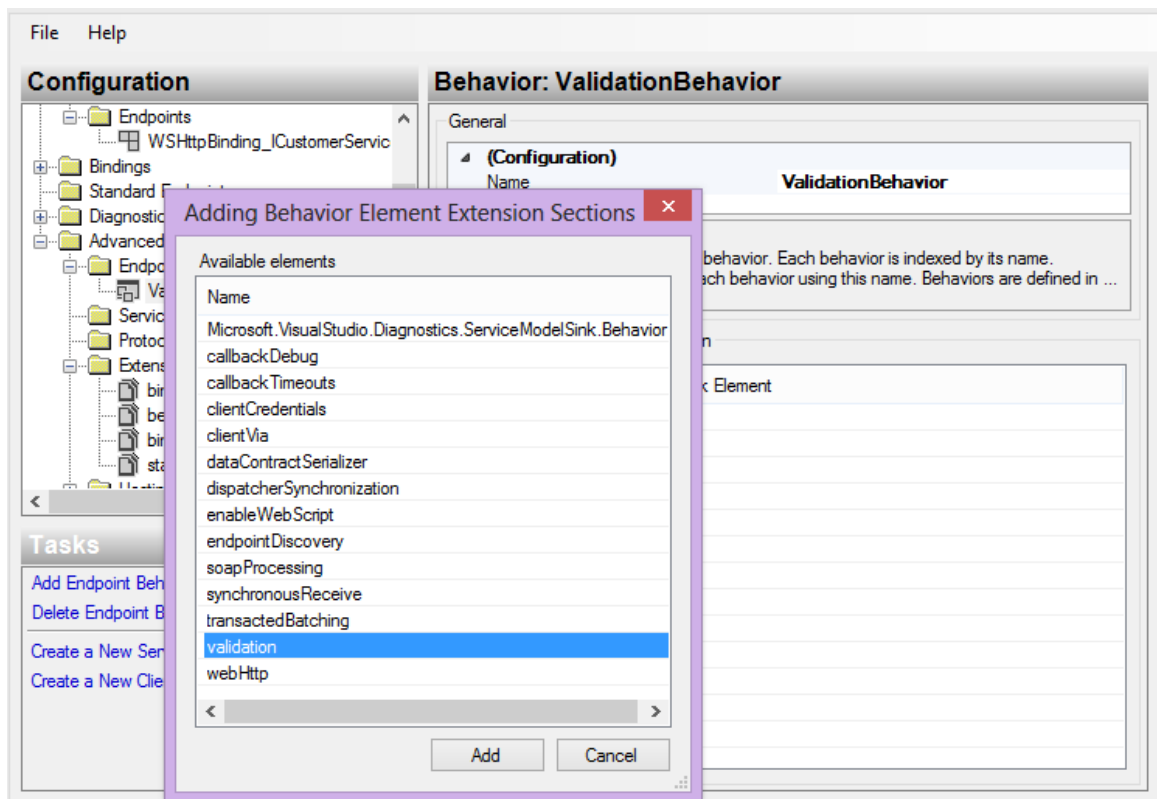 File Help
Configuration
Endpoints
WSHttpBinding_ICustomerServic
Bindings
Standard
Diagnostic
Advanced
Endpo
Va
Servic
Protoc
Extens
bin
be
bin
sta
Tasks
Add Endpoint Beh
Delete Endpoint B
Create a New Ser
Create a New Clie
Behavior: ValidationBehavior
General
(Configuration)
Name ValidationBehavior
behavior. Each behavior is indexed by its name.
ach behavior using this name. Behaviors are defined in ...
n
Element
Adding Behavior Element Extension Sections
Available elements
Name
Microsoft.VisualStudio.Diagnostics.ServiceModelSink.Behavior
callbackDebug
callbackTimeouts
clientCredentials
clientVia
dataContractSerializer
dispatcherSynchronization
enableWebScript
endpointDiscovery
soapProcessing
synchronousReceive
transactedBatching
validation
webHttp
Add Cancel